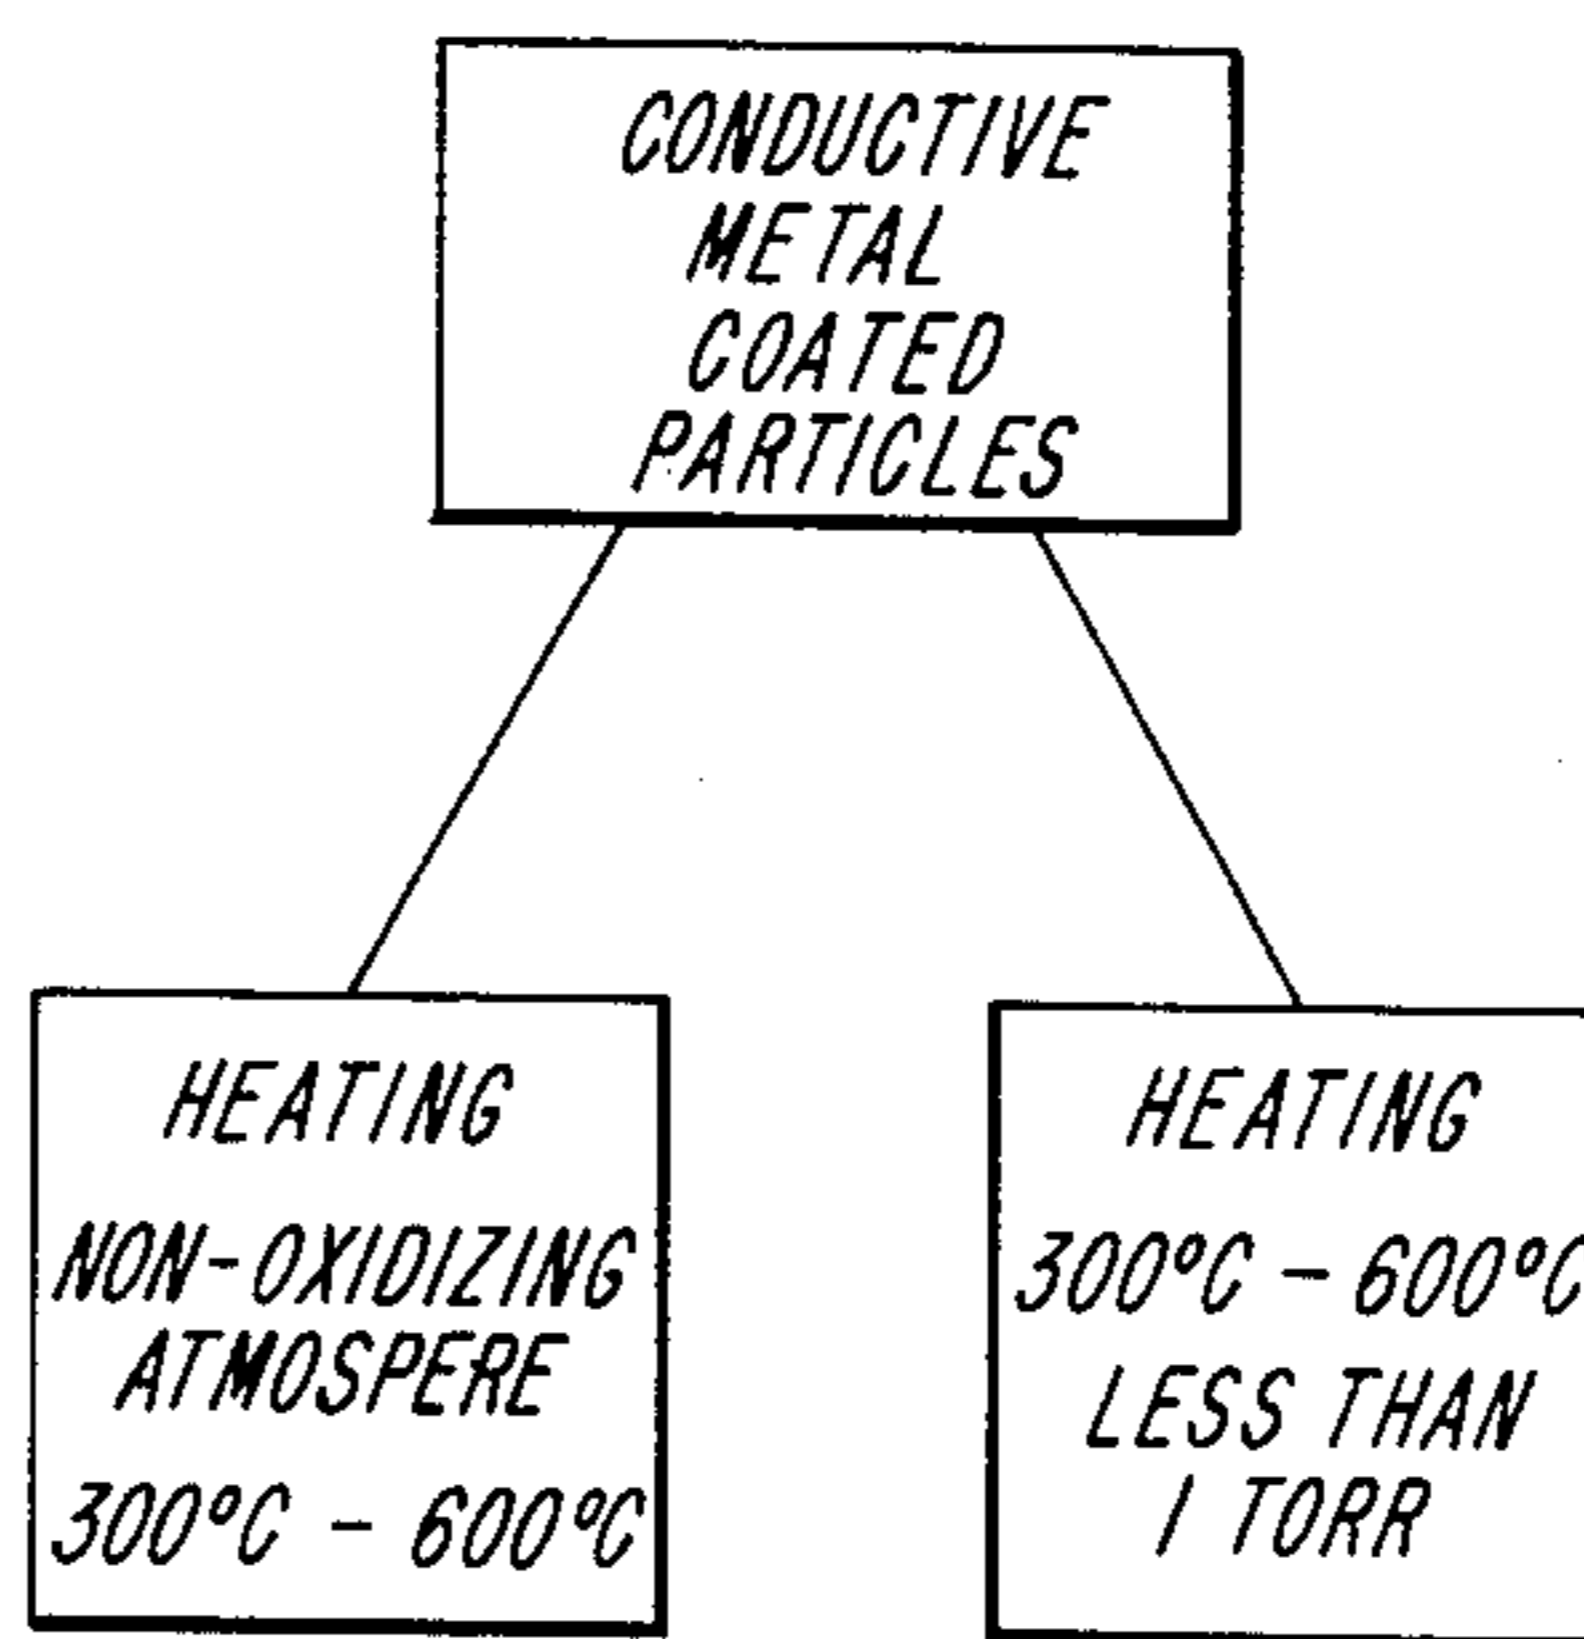 CONDUCTIVE
METAL
COATED
PARTICLES
HEATING
NON-OXIDIZING
ATMOSPERE
300°C - 600°C
HEATING
300°C - 600°C
LESS THAN
1 TORR